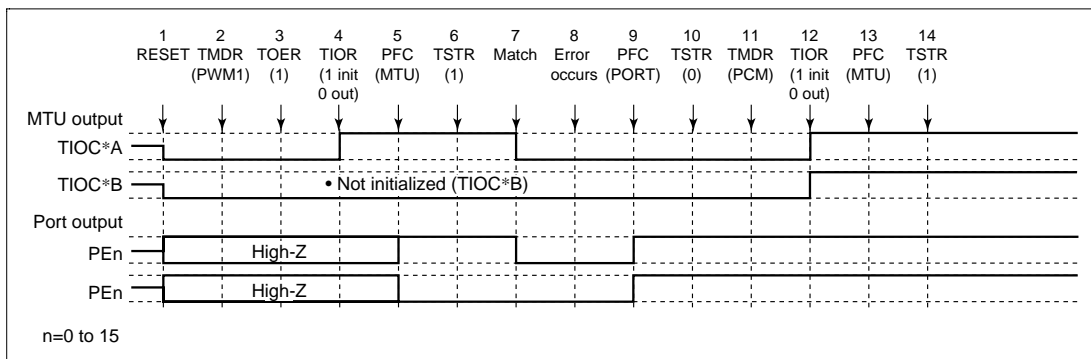 1 2 3 4 5 6 7 8 9 10 11 12 13 14
RESET TMDR TOER TIOR PFC TSTR Match Error PFC TSTR TMDR TIOR PFC TSTR
(PWM1) (1) (1 init (MTU) (1) occurs (PORT) (0) (PCM) (1 init (MTU) (1)
0 out) 0 out)
MTU output
TIOC*A
TIOC*B • Not initialized (TIOC*B)
Port output
PEn High-Z
PEn High-Z
n=0 to 15